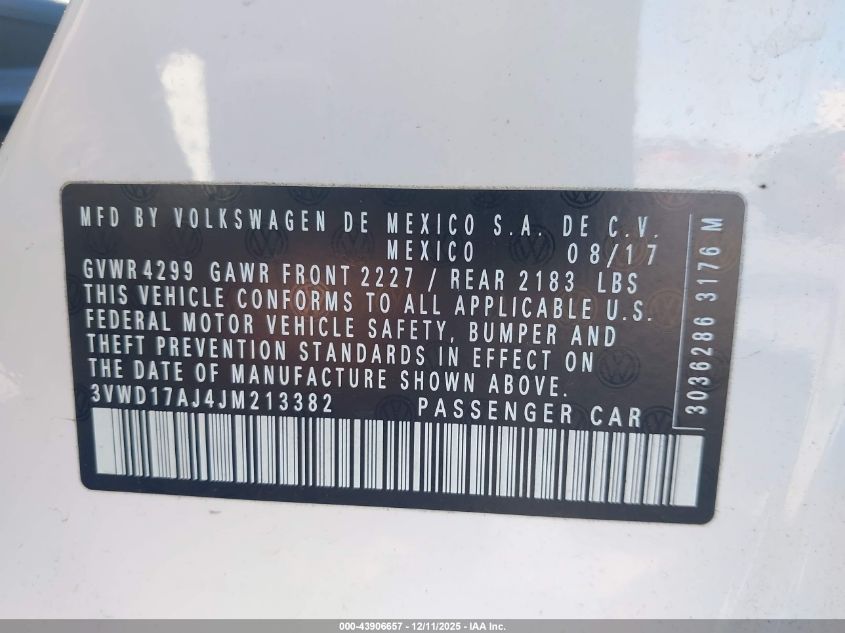 MFD BY VOLKSWAGEN DE MEXICO S.A. DE C.V.
MEXICO 08/17
GVWR 4299 GAWR FRONT 2227 / REAR 2183 LBS
THIS VEHICLE CONFORMS TO ALL APPLICABLE U.S.
FEDERAL MOTOR VEHICLE SAFETY, BUMPER AND
THEFT PREVENTION STANDARDS IN EFFECT ON
THE DATE OF MANUFACTURE SHOWN ABOVE.
3VWD17AJ4JM213382 PASSENGER CAR
3036286 3176 M
000-43906657 - 12/11/2025 - IAA Inc.